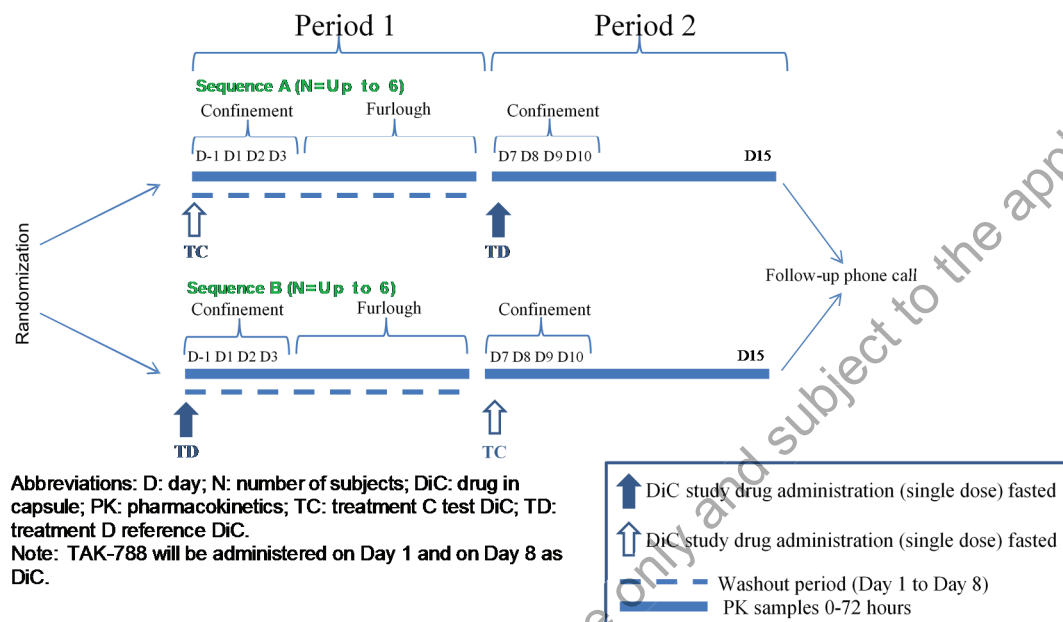 Period 1
Period 2
Sequence A (N=Up to 6)
Confinement
Furlough
Confinement
D-1 D1 D2 D3
D7 D8 D9 D10
D15
TC
TD
Randomization
Follow-up phone call
Sequence B (N=Up to 6)
Confinement
Furlough
Confinement
D-1 D1 D2 D3
D7 D8 D9 D10
D15
TD
TC
Abbreviations: D: day; N: number of subjects; DiC: drug in
capsule; PK: pharmacokinetics; TC: treatment C test DiC; TD:
treatment D reference DiC.
Note: TAK-788 will be administered on Day 1 and on Day 8 as
DiC.
DiC study drug administration (single dose) fasted
DiC study drug administration (single dose) fasted
Washout period (Day 1 to Day 8)
PK samples 0-72 hours
only and subject to the